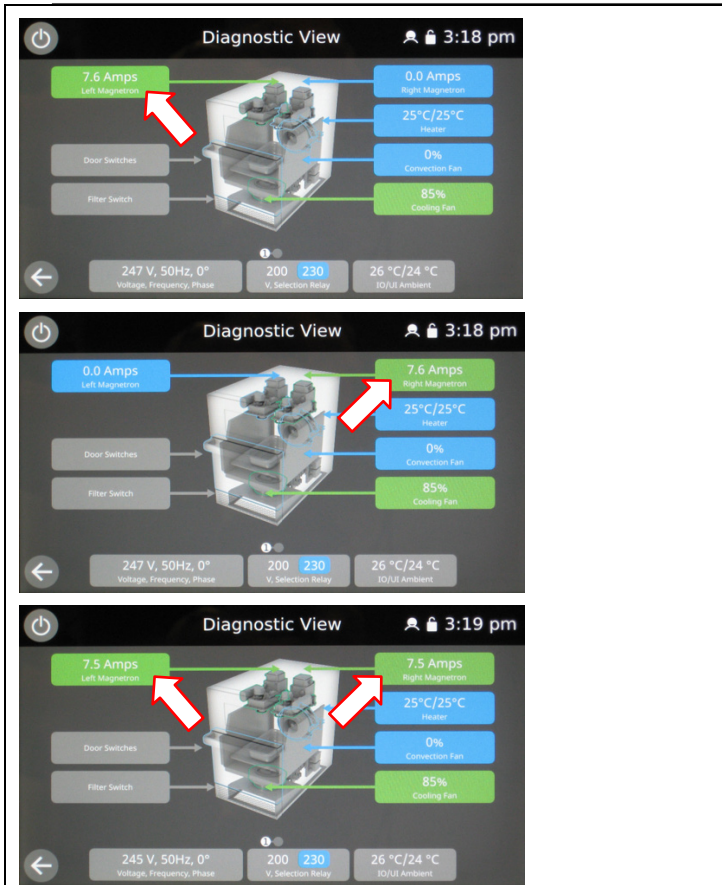 Diagnostic View
3:18 pm
7.6 Amps
Left Magnetron
0.0 Amps
Right Magnetron
25°C/25°C
Heater
Door Switches
0%
Convection Fan
Filter Switch
85%
Cooling Fan
1
247 V, 50Hz, 0°
Voltage, Frequency, Phase
200 230
V, Selection Relay
26 °C/24 °C
IO/UI Ambient
Diagnostic View
3:18 pm
0.0 Amps
Left Magnetron
7.6 Amps
Right Magnetron
25°C/25°C
Heater
Door Switches
0%
Convection Fan
Filter Switch
85%
Cooling Fan
1
247 V, 50Hz, 0°
Voltage, Frequency, Phase
200 230
V, Selection Relay
26 °C/24 °C
IO/UI Ambient
Diagnostic View
3:19 pm
7.5 Amps
Left Magnetron
7.5 Amps
Right Magnetron
25°C/25°C
Heater
Door Switches
0%
Convection Fan
Filter Switch
85%
Cooling Fan
1
245 V, 50Hz, 0°
Voltage, Frequency, Phase
200 230
V, Selection Relay
26 °C/24 °C
IO/UI Ambient